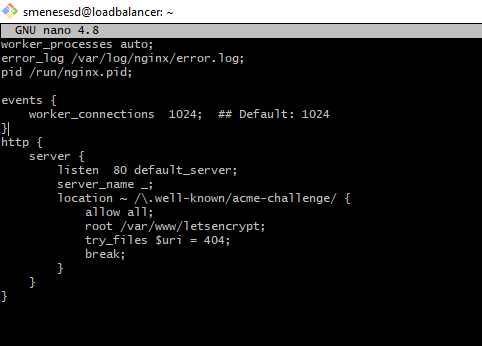 smenesesd@loadbalancer: ~
GNU nano 4.8
worker_processes auto;
error_log /var/log/nginx/error.log;
pid /run/nginx.pid;
events {
worker_connections  1024;  ## Default: 1024
}
http {
server {
listen  80 default_server;
server_name _;
location ~ /\.well-known/acme-challenge/ {
allow all;
root /var/www/letsencrypt;
try_files $uri = 404;
break;
}
}
}